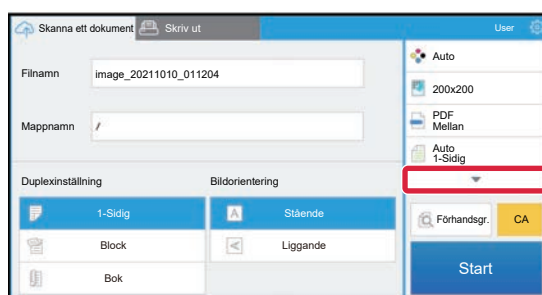 Skanna ett dokument
Skriv ut
User
Filnamn
image_20211010_011204
Mappnamn
/
Duplexinställning
Bildorientering
1-Sidig
Block
Bok
A
Stående
Liggande
Auto
200x200
PDF
Mellan
Auto
1-Sidig
Förhandsgr.
CA
Start